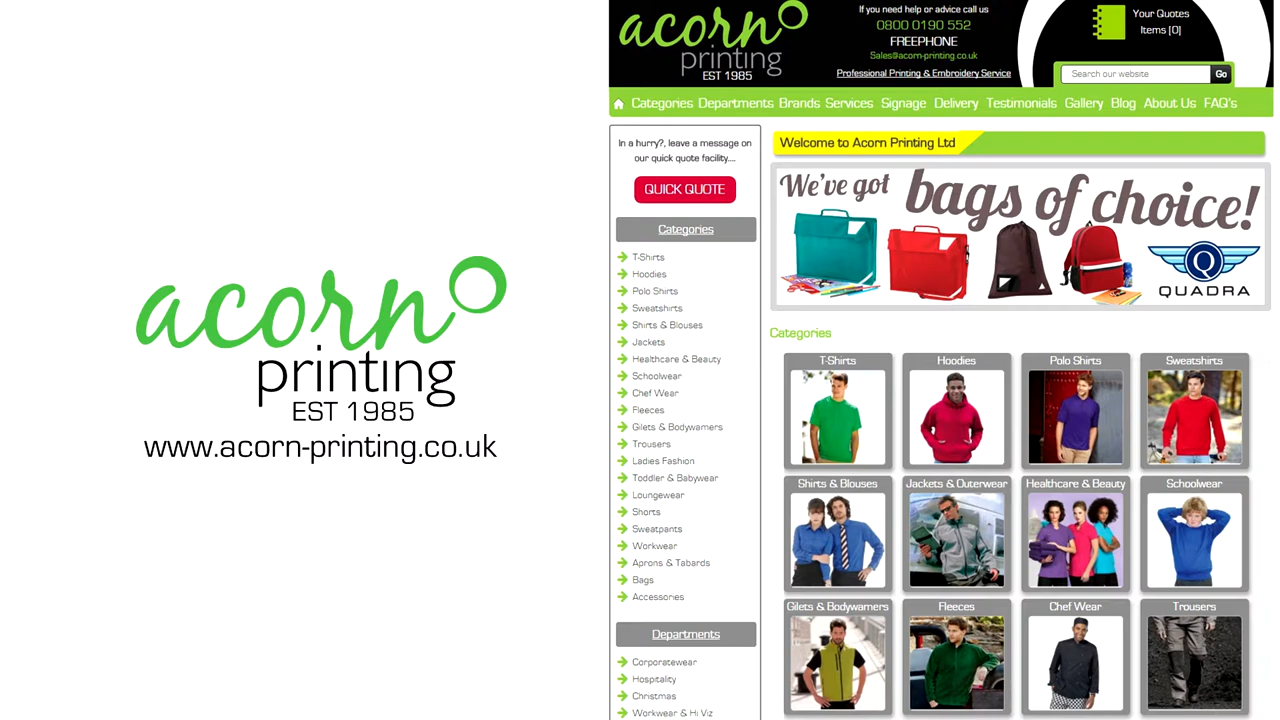 acorn
printing
EST 1985
www.acorn-printing.co.uk
acorn
printing
EST 1985
If you need help or advice call us
0800 0190 552
FREEPHONE
Sales@acorn-printing.co.uk
Professional Printing & Embroidery Service
Your Quotes
Items [0]
Search our website
Go
Categories Departments Brands Services Signage Delivery Testimonials Gallery Blog About Us FAQ's
In a hurry?, leave a message on
our quick quote facility....
QUICK QUOTE
Categories
T-Shirts
Hoodies
Polo Shirts
Sweatshirts
Shirts & Blouses
Jackets
Healthcare & Beauty
Schoolwear
Chef Wear
Fleeces
Gilets & Bodywamers
Trousers
Ladies Fashion
Toddler & Babywear
Loungewear
Shorts
Sweatpants
Workwear
Aprons & Tabards
Bags
Accessories
Departments
Corporatewear
Hospitality
Christmas
Workwear & Hi Viz
Welcome to Acorn Printing Ltd
We've got bags of choice!
Q
QUADRA
Categories
T-Shirts
Hoodies
Polo Shirts
Sweatshirts
Shirts & Blouses
Jackets & Outerwear
Healthcare & Beauty
Schoolwear
Gilets & Bodywamers
Fleeces
Chef Wear
Trousers